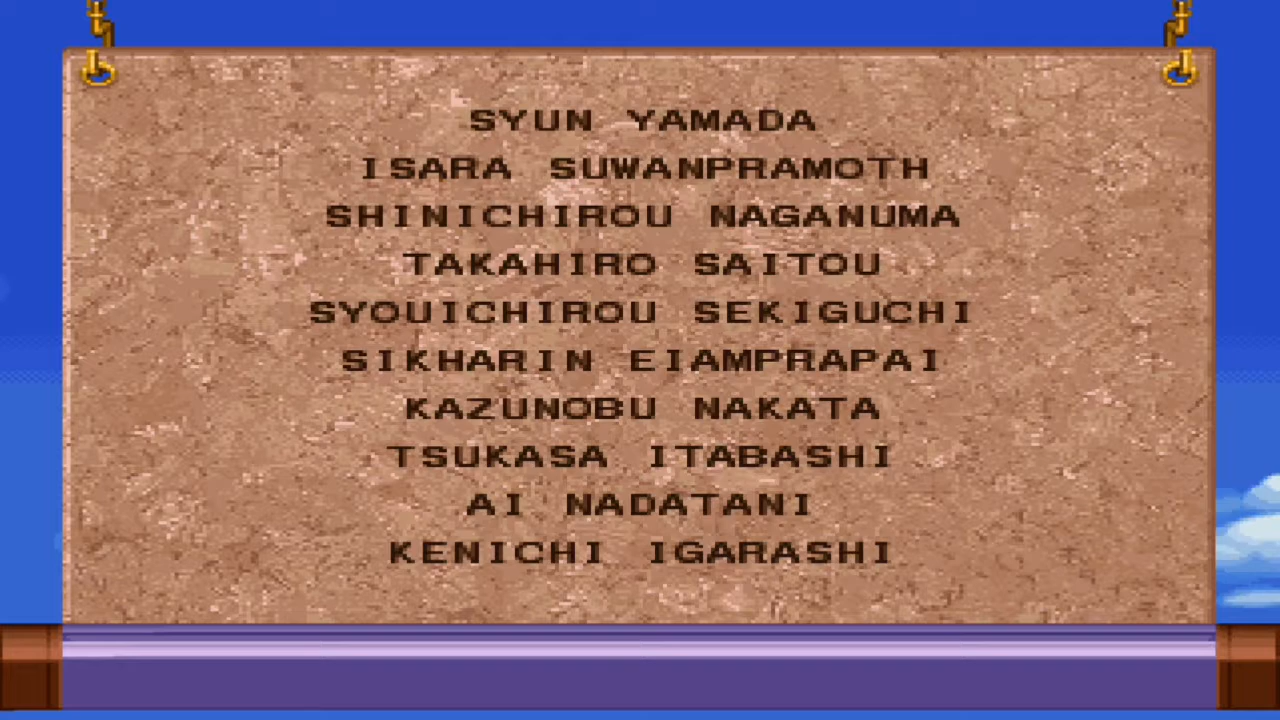 SYUN YAMADA
ISARA SUWANPRAMOTH
SHINICHIROU NAGANUMA
TAKAHIRO SAITOU
SYOUICHIROU SEKIGUCHI
SIKHARIN EIAMPRAPAI
KAZUNOBU NAKATA
TSUKASA ITABASHI
AI NADATANI
KENICHI IGARASHI